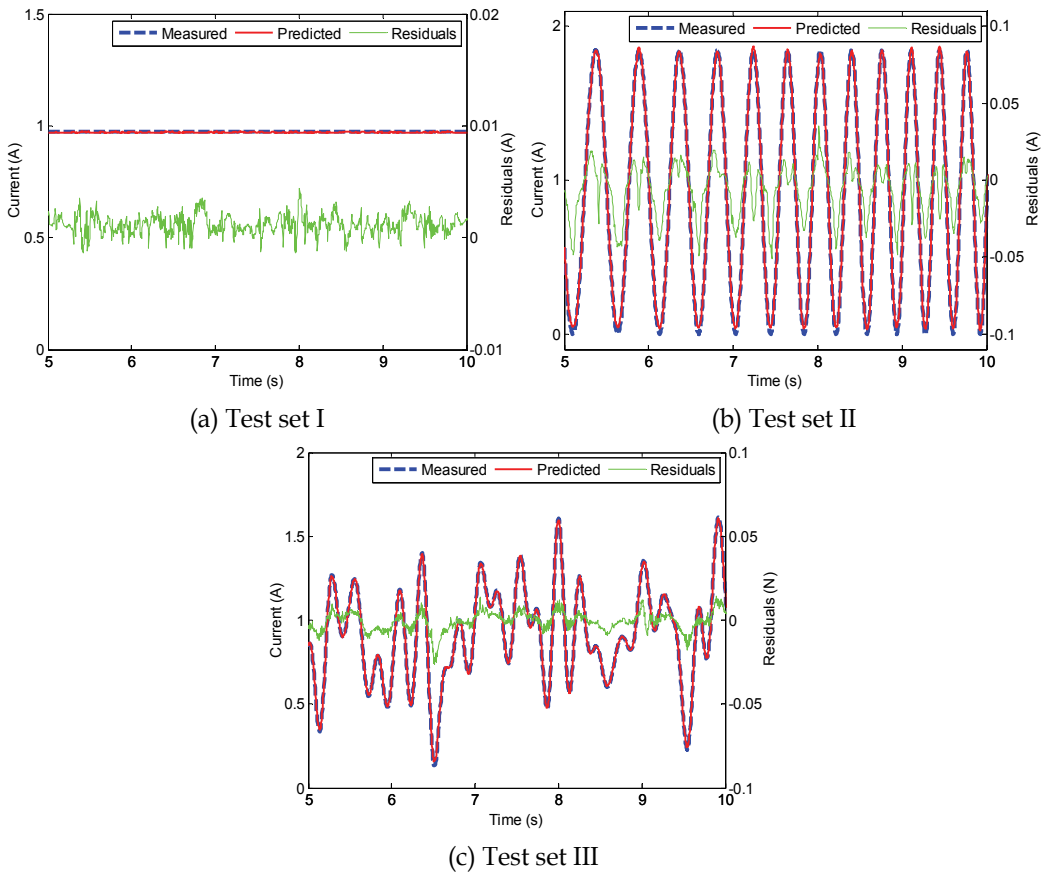 1.5
0.02
Measured Predicted Residuals
1
0.01
Current (A)
Residuals (A)
0.5
0
0
-0.01
5 6 7 8 9 10
Time (s)
(a) Test set I
2
0.1
Measured Predicted Residuals
0.05
Current (A)
1
0
Residuals (A)
-0.05
0
-0.1
5 6 7 8 9 10
Time (s)
(b) Test set II
2
0.1
Measured Predicted Residuals
1.5
0.05
Current (A)
1
0
Residuals (N)
0.5
-0.05
0
-0.1
5 6 7 8 9 10
Time (s)
(c) Test set III